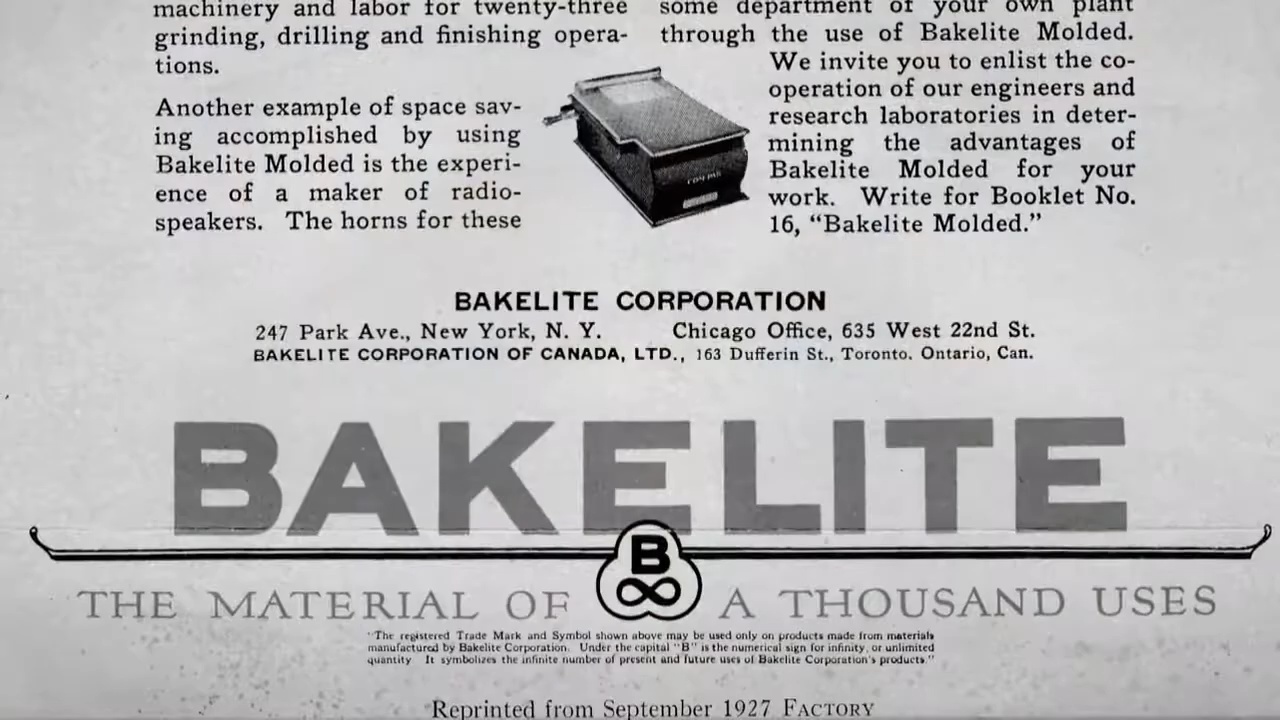 machinery and labor for twenty-three
grinding, drilling and finishing opera-
tions.
Another example of space sav-
ing accomplished by using
Bakelite Molded is the experi-
ence of a maker of radio-
speakers. The horns for these
some department of your own plant
through the use of Bakelite Molded.
We invite you to enlist the co-
operation of our engineers and
research laboratories in deter-
mining the advantages of
Bakelite Molded for your
work. Write for Booklet No.
16, “Bakelite Molded.”
BAKELITE CORPORATION
247 Park Ave., New York, N. Y. Chicago Office, 635 West 22nd St.
BAKELITE CORPORATION OF CANADA, LTD., 163 Dufferin St., Toronto, Ontario, Can.
BAKELITE
B
∞
THE MATERIAL OF A THOUSAND USES
"The registered Trade Mark and Symbol shown above may be used only on products made from materials
manufactured by Bakelite Corporation. Under the capital "B" is the numerical sign for infinity, or unlimited
quantity It symbolizes the infinite number of present and future uses of Bakelite Corporation's products."
Reprinted from September 1927 FACTORY